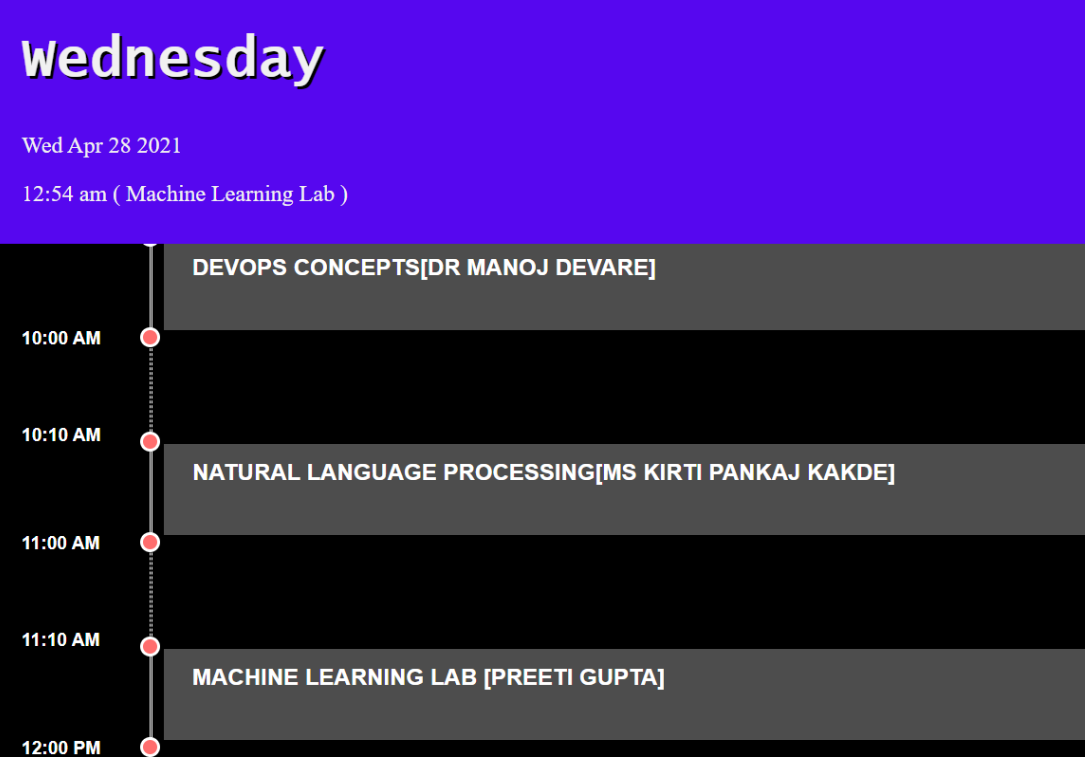 Wednesday
Wed Apr 28 2021
12:54 am ( Machine Learning Lab )
DEVOPS CONCEPTS[DR MANOJ DEVARE]
10:00 AM
10:10 AM
NATURAL LANGUAGE PROCESSING[MS KIRTI PANKAJ KAKDE]
11:00 AM
11:10 AM
MACHINE LEARNING LAB [PREETI GUPTA]
12:00 PM